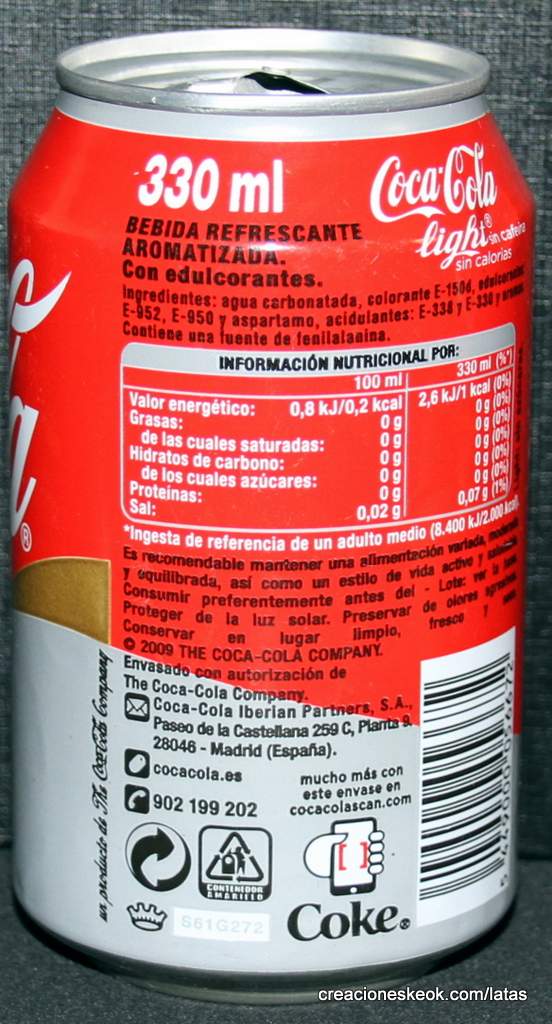 330 ml
Coca-Cola
light® sin cafeína
sin calorías
BEBIDA REFRESCANTE
AROMATIZADA.
Con edulcorantes.
Ingredientes: agua carbonatada, colorante E-150d, edulcorantes
E-952, E-950 y aspartamo, acidulantes: E-338 y E-330 y aromas
Contiene una fuente de fenilalanina.
INFORMACIÓN NUTRICIONAL POR:
100 ml 330 ml (%*)
Valor energético: 0,8 kJ/0,2 kcal 2,6 kJ/1 kcal (0%)
Grasas: 0 g 0 g (0%)
de las cuales saturadas: 0 g 0 g (0%)
Hidratos de carbono: 0 g 0 g (0%)
de los cuales azúcares: 0 g 0 g (0%)
Proteínas: 0 g 0 g (0%)
Sal: 0,02 g 0,07 g (1%)
*Ingesta de referencia de un adulto medio (8.400 kJ/2.000 kcal).
Es recomendable mantener una alimentación variada, moderada
y equilibrada, así como un estilo de vida activo y
Consumir preferentemente antes del - Lote: ver la
Proteger de la luz solar. Preservar de olores
Conservar en lugar limpio, fresco y
© 2009 THE COCA-COLA COMPANY.
Envasado con autorización de
The Coca-Cola Company.
Coca-Cola Iberian Partners, S.A.,
Paseo de la Castellana 259 C, Planta 9.
28046 - Madrid (España).
cocacola.es
902 199 202
mucho más con
este envase en
cocacolascan.com
un producto de The Coca-Cola Company
CONTENEDOR
AMARILLO
S61G272
Coke®
creacioneskeok.com/latas